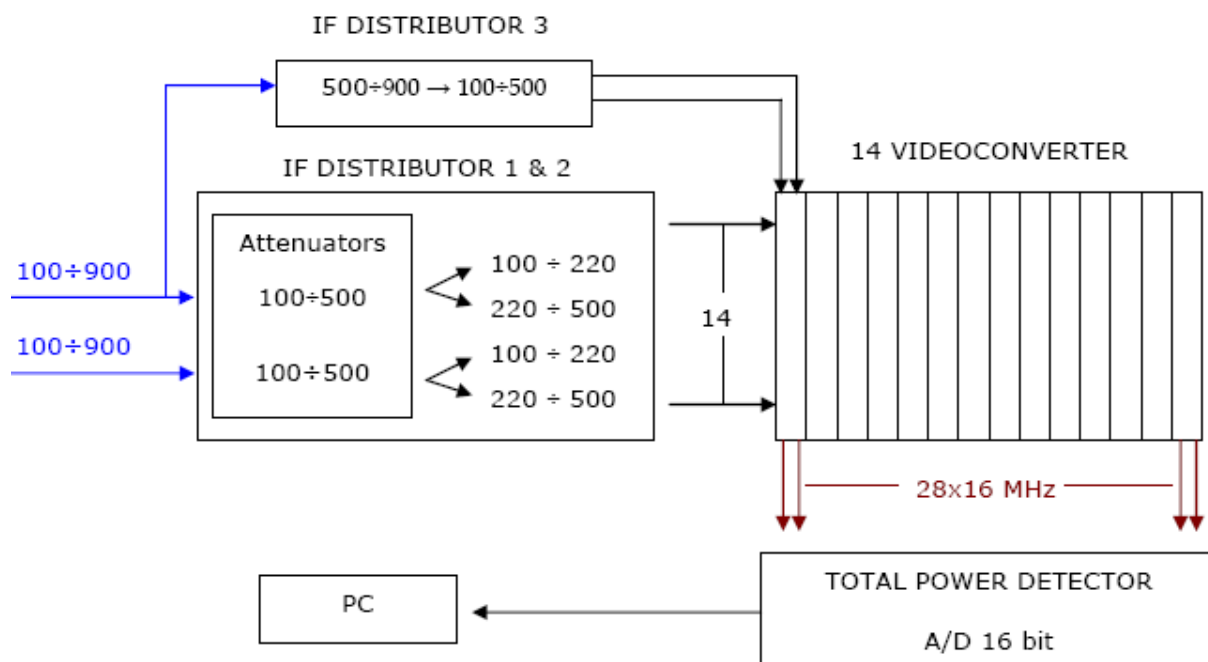 IF DISTRIBUTOR 3
500÷900 → 100÷500
14 VIDEOCONVERTER
IF DISTRIBUTOR 1 & 2
Attenuators
100÷900
100÷500
100 ÷ 220
220 ÷ 500
14
100÷900
100÷500
100 ÷ 220
220 ÷ 500
28x16 MHz
TOTAL POWER DETECTOR
A/D 16 bit
PC